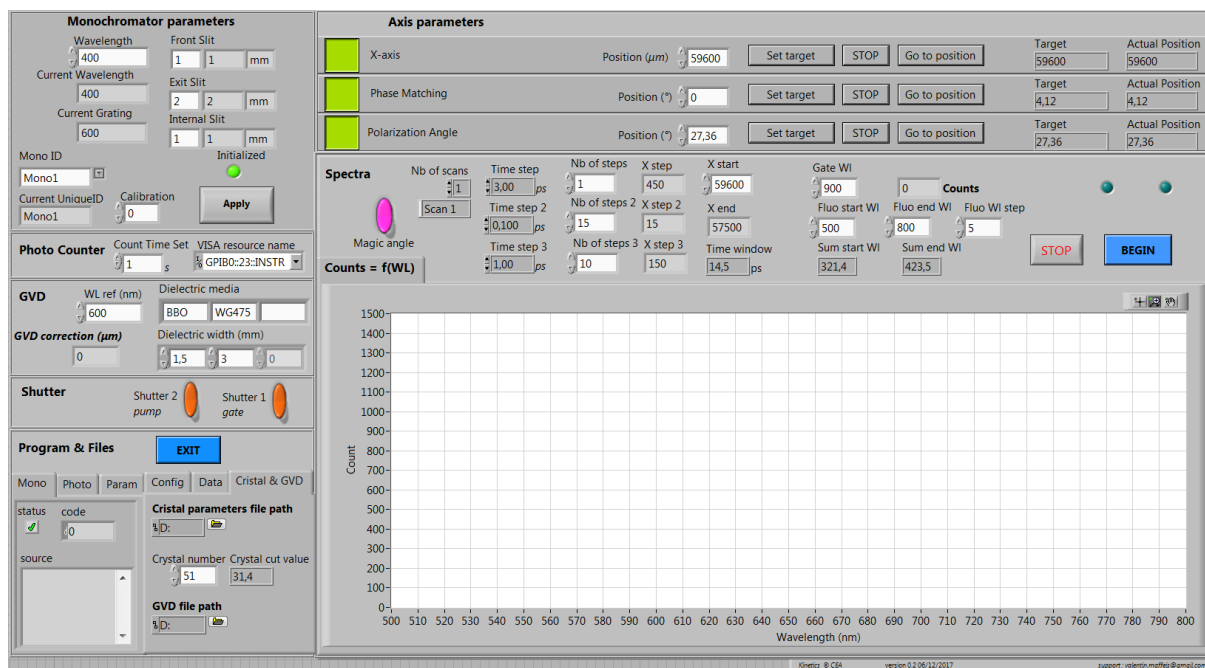 Monochromator parameters
Wavelength
400
Front Slit
1 1 mm
Current Wavelength
400
Exit Slit
2 2 mm
Current Grating
600
Internal Slit
1 1 mm
Mono ID
Mono1
Initialized
Current UniqueID
Mono1
Calibration
0
Apply
Photo Counter
Count Time Set
1 s
VISA resource name
GPIB0::23::INSTR
GVD
WL ref (nm)
600
Dielectric media
BBO WG475
GVD correction (µm)
0
Dielectric width (mm)
1,5 3 0
Shutter
Shutter 2
pump
Shutter 1
gate
Program & Files
EXIT
Mono Photo Param Config Data Cristal & GVD
status code
0
source
Cristal parameters file path
D:
Crystal number Crystal cut value
51 31,4
GVD file path
D:
Axis parameters
X-axis Position (µm) 59600 Set target STOP Go to position
Target Actual Position
59600 59600
Phase Matching Position (°) 0 Set target STOP Go to position
Target Actual Position
4,12 4,12
Polarization Angle Position (°) 27,36 Set target STOP Go to position
Target Actual Position
27,36 27,36
Spectra
Magic angle
Nb of scans
1
Scan 1
Time step
3,00 ps
Time step 2
0,100 ps
Time step 3
1,00 ps
Nb of steps
1
Nb of steps 2
15
Nb of steps 3
10
X step
450
X step 2
15
X step 3
150
X start
59600
X end
57500
Time window
14,5 ps
Gate Wl
900
0 Counts
Fluo start Wl Fluo end Wl Fluo Wl step
500 800 5
Sum start Wl Sum end Wl
321,4 423,5
STOP
BEGIN
Counts = f(WL)
1500
1400
1300
1200
1100
1000
900
800
700
600
500
400
300
200
100
0
Count
500 510 520 530 540 550 560 570 580 590 600 610 620 630 640 650 660 670 680 690 700 710 720 730 740 750 760 770 780 790 800
Wavelength (nm)
Kinetics ® CEA version 0.2 06/12/2017 support : valentin.maffeis@gmail.com